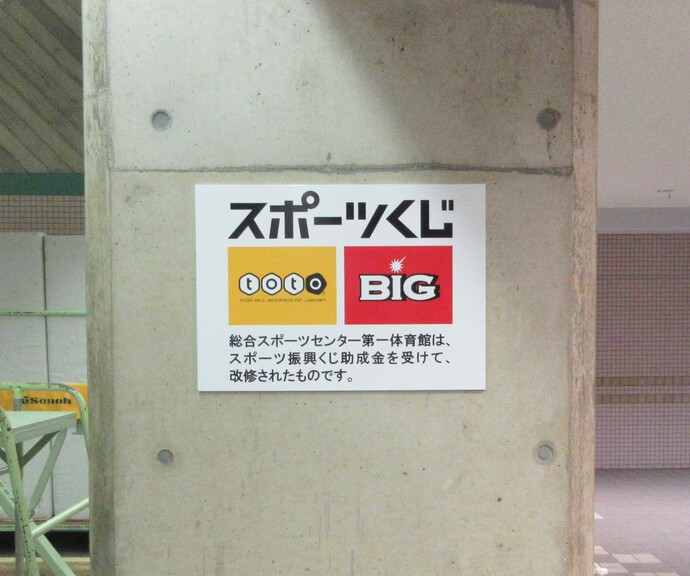 スポーツくじ
toto
FOR ALL SPORTS OF JAPAN
BIG
総合スポーツセンター第一体育館は、
スポーツ振興くじ助成金を受けて、
改修されたものです。
Senoh